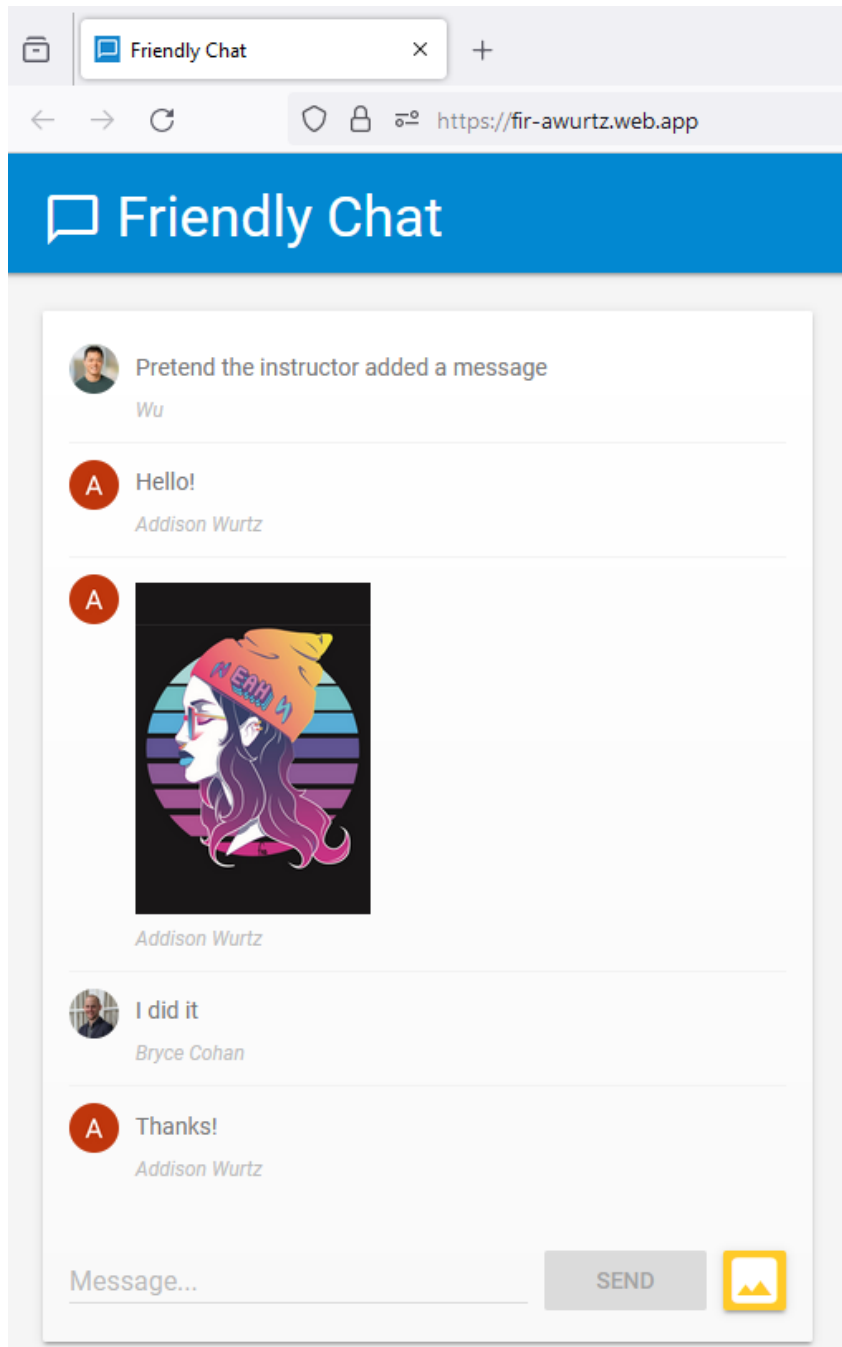 Friendly Chat
https://fir-awurtz.web.app
Friendly Chat
Pretend the instructor added a message
Wu
A
Hello!
Addison Wurtz
A
YEAH
Addison Wurtz
I did it
Bryce Cohan
A
Thanks!
Addison Wurtz
Message...
SEND